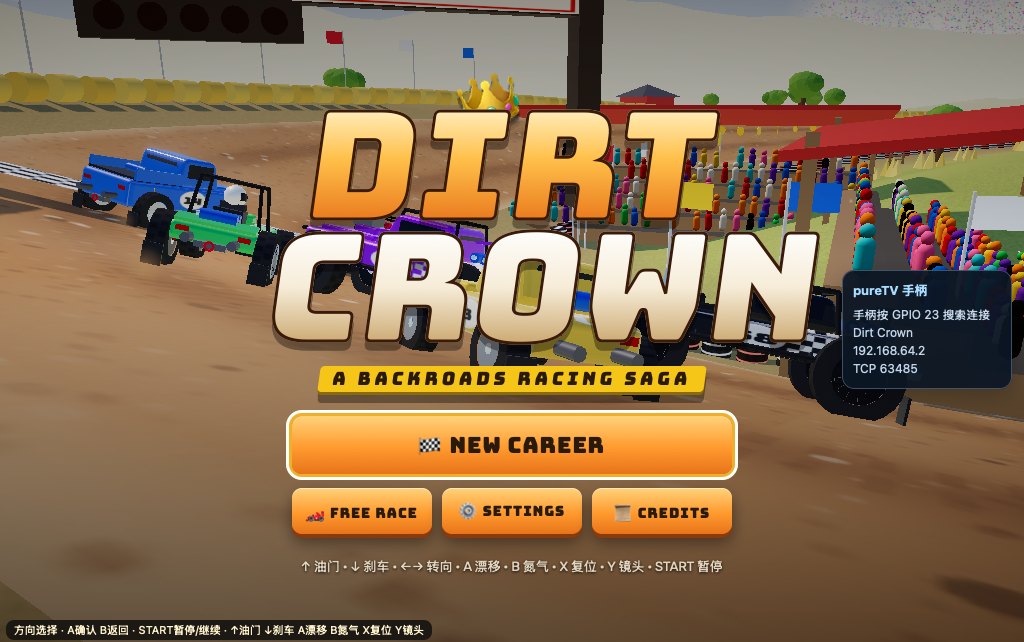 DIRT
CROWN
A BACKROADS RACING SAGA
NEW CAREER
FREE RACE
SETTINGS
CREDITS
↑ 油门 • ↓ 刹车 • ←→ 转向 • A 漂移 • B 氮气 • X 复位 • Y 镜头 • START 暂停
pureTV 手柄
手柄按 GPIO 23 搜索连接
Dirt Crown
192.168.64.2
TCP 63485
方向选择 · A确认 B返回 · START暂停/继续 · ↑油门 ↓刹车 A漂移 B氮气 X复位 Y镜头